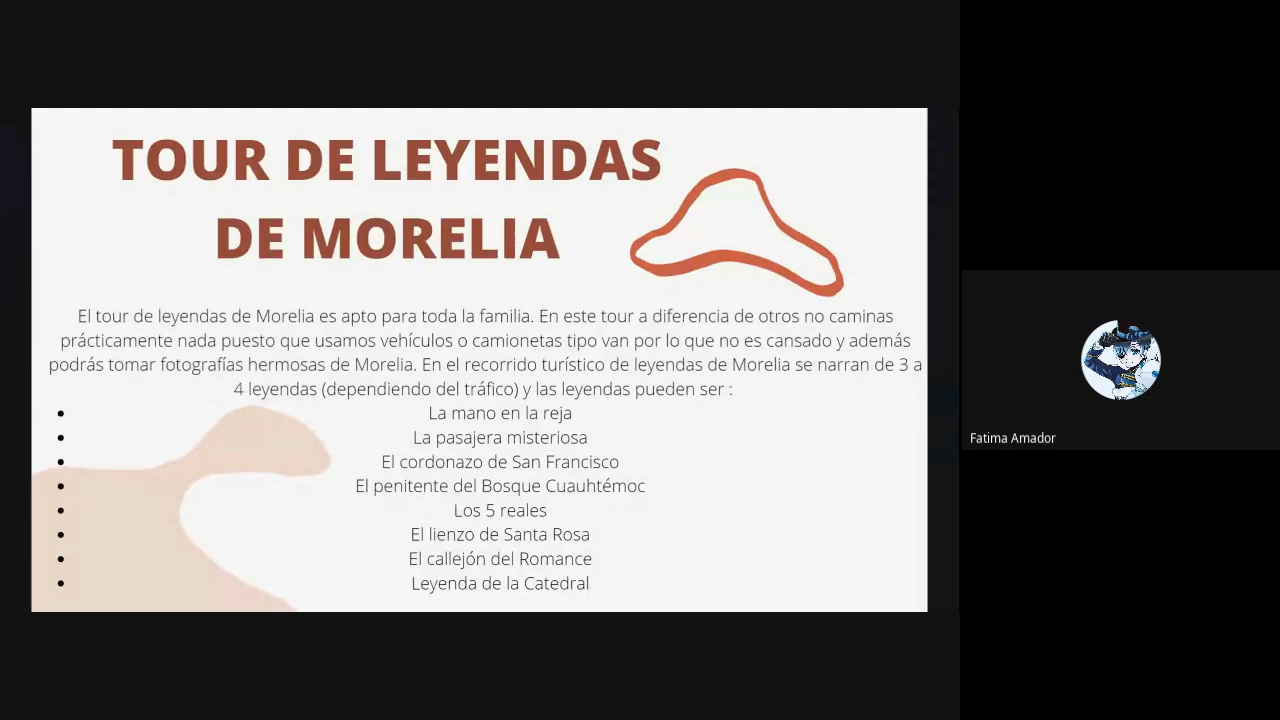 TOUR DE LEYENDAS
DE MORELIA
El tour de leyendas de Morelia es apto para toda la familia. En este tour a diferencia de otros no caminas
prácticamente nada puesto que usamos vehículos o camionetas tipo van por lo que no es cansado y además
podrás tomar fotografías hermosas de Morelia. En el recorrido turístico de leyendas de Morelia se narran de 3 a
4 leyendas (dependiendo del tráfico) y las leyendas pueden ser :
• La mano en la reja
• La pasajera misteriosa
• El cordonazo de San Francisco
• El penitente del Bosque Cuauhtémoc
• Los 5 reales
• El lienzo de Santa Rosa
• El callejón del Romance
• Leyenda de la Catedral
Fatima Amador